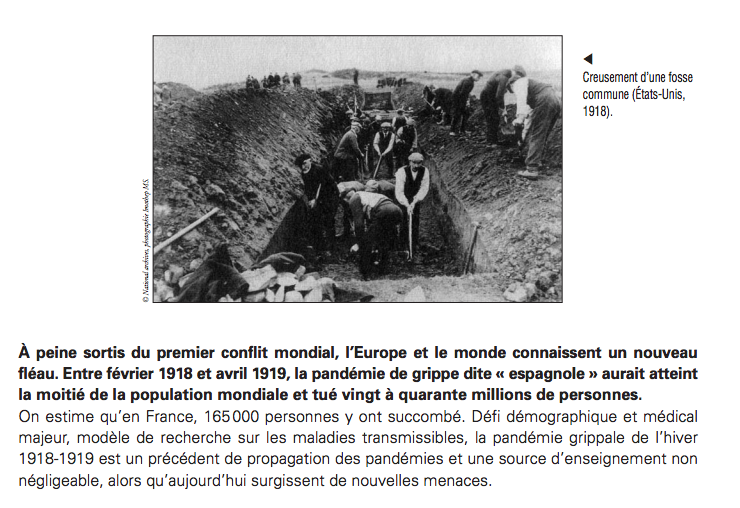 ◀
Creusement d'une fosse
commune (États-Unis,
1918).
© National archives, photographie Imathep M.S.
À peine sortis du premier conflit mondial, l'Europe et le monde connaissent un nouveau
fléau. Entre février 1918 et avril 1919, la pandémie de grippe dite « espagnole » aurait atteint
la moitié de la population mondiale et tué vingt à quarante millions de personnes.
On estime qu'en France, 165 000 personnes y ont succombé. Défi démographique et médical
majeur, modèle de recherche sur les maladies transmissibles, la pandémie grippale de l'hiver
1918-1919 est un précédent de propagation des pandémies et une source d'enseignement non
négligeable, alors qu'aujourd'hui surgissent de nouvelles menaces.